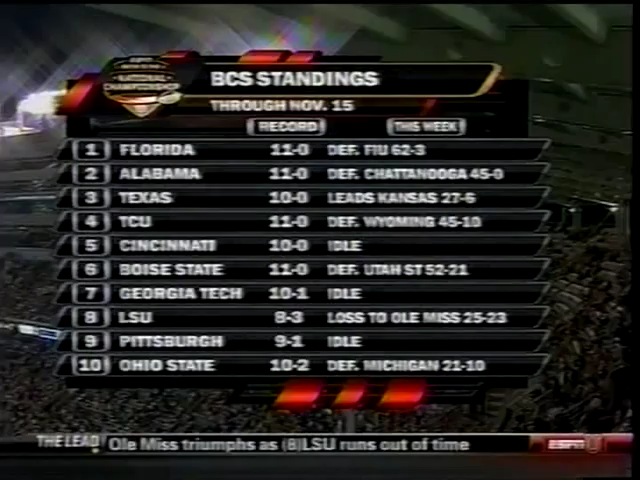 ESPN
NATIONAL
CHAMPIONSHIP
BCS STANDINGS
THROUGH NOV. 15
RECORD THIS WEEK
1 FLORIDA 11-0 DEF. FIU 62-3
2 ALABAMA 11-0 DEF. CHATTANOOGA 45-0
3 TEXAS 10-0 LEADS KANSAS 27-6
4 TCU 11-0 DEF. WYOMING 45-10
5 CINCINNATI 10-0 IDLE
6 BOISE STATE 11-0 DEF. UTAH ST 52-21
7 GEORGIA TECH 10-1 IDLE
8 LSU 8-3 LOSS TO OLE MISS 25-23
9 PITTSBURGH 9-1 IDLE
10 OHIO STATE 10-2 DEF. MICHIGAN 21-10
THE LEAD Ole Miss triumphs as (8)LSU runs out of time ESPNU